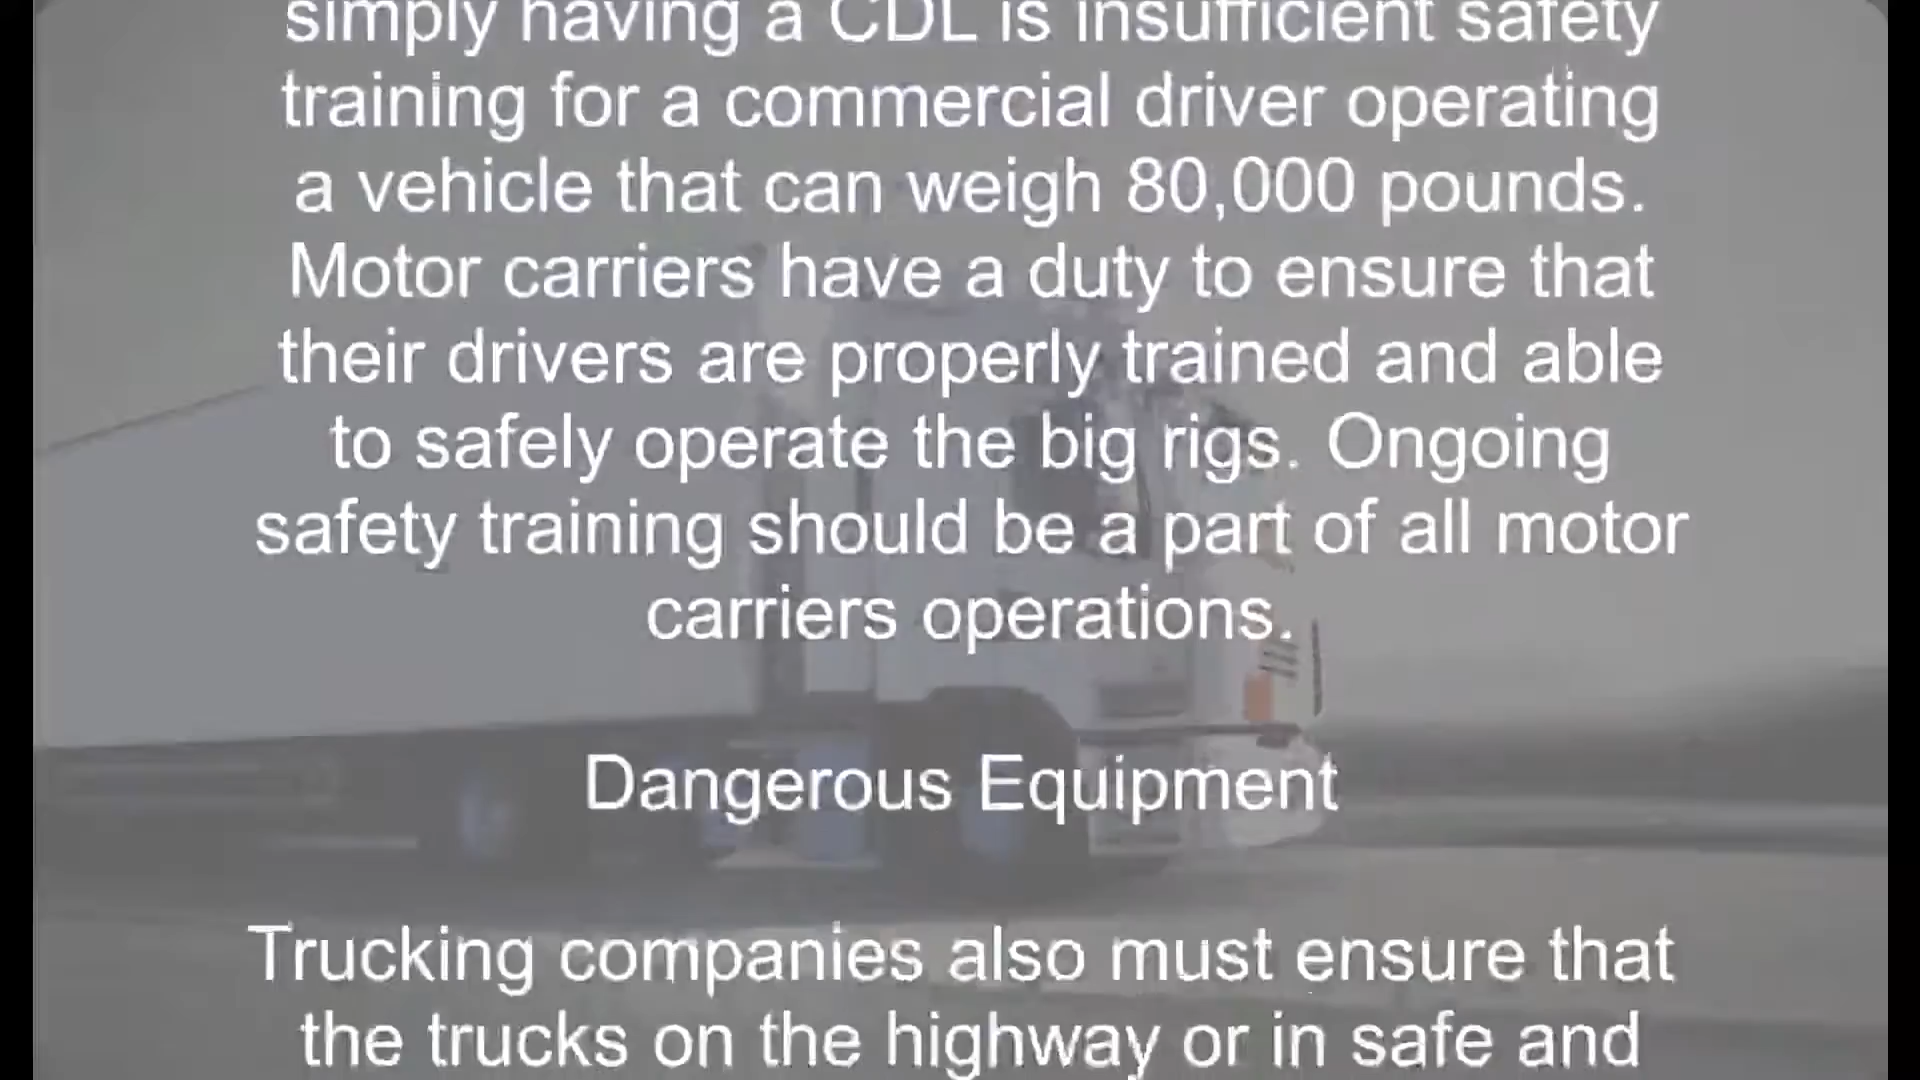 simply having a CDL is insufficient safety
training for a commercial driver operating
a vehicle that can weigh 80,000 pounds.
Motor carriers have a duty to ensure that
their drivers are properly trained and able
to safely operate the big rigs. Ongoing
safety training should be a part of all motor
carriers operations.
Dangerous Equipment
Trucking companies also must ensure that
the trucks on the highway or in safe and